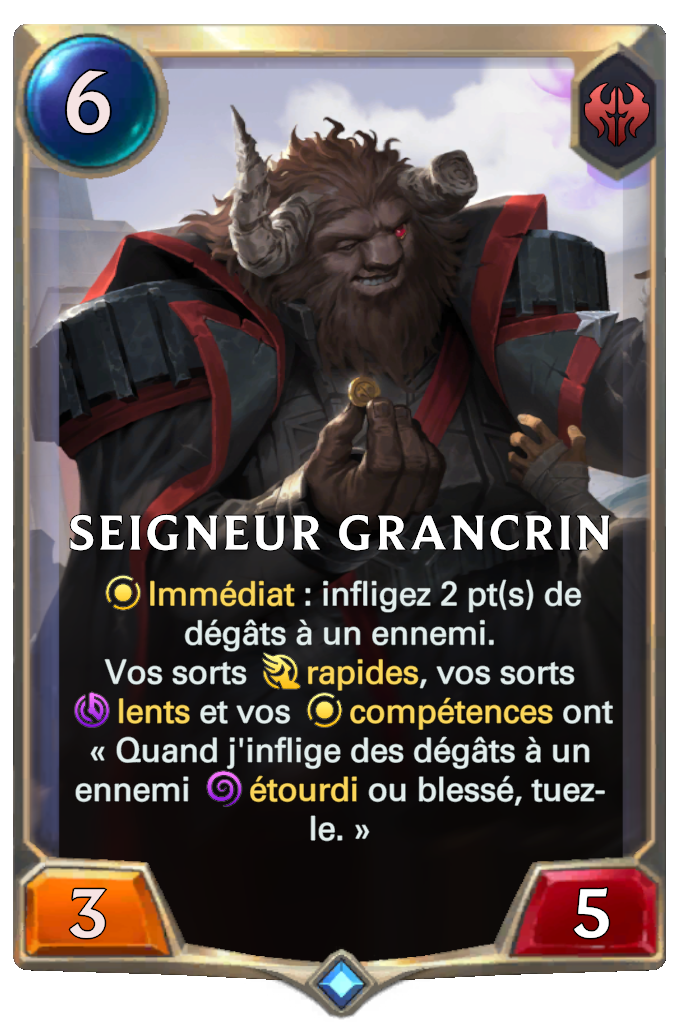 6
SEIGNEUR GRANCRIN
Immédiat : infligez 2 pt(s) de
dégâts à un ennemi.
Vos sorts rapides, vos sorts
lents et vos compétences ont
« Quand j'inflige des dégâts à un
ennemi étourdi ou blessé, tuez-
le. »
3
5